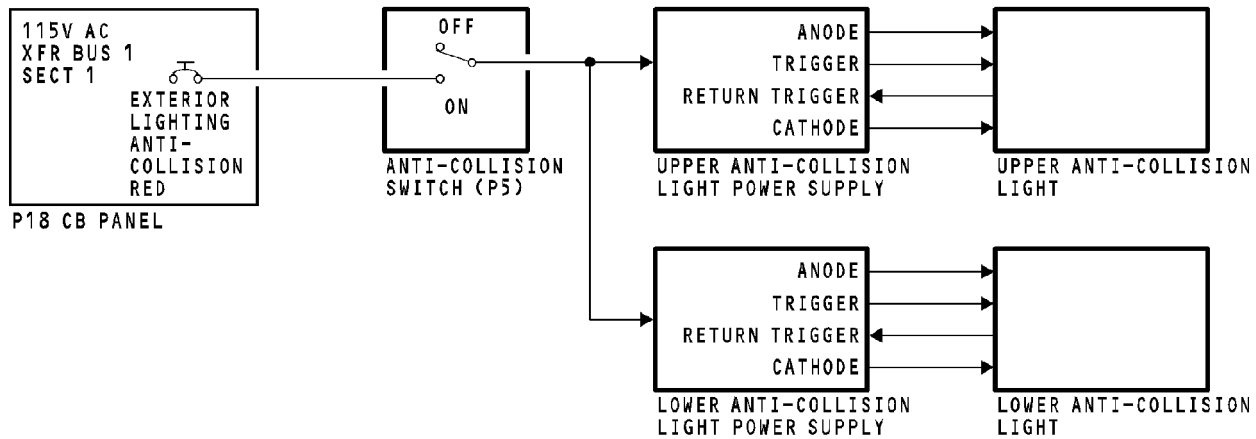 115V AC
XFR BUS 1
SECT 1
EXTERIOR
LIGHTING
ANTI-
COLLISION
RED
P18 CB PANEL
OFF
ON
ANTI-COLLISION
SWITCH (P5)
ANODE
TRIGGER
RETURN TRIGGER
CATHODE
UPPER ANTI-COLLISION
LIGHT POWER SUPPLY
UPPER ANTI-COLLISION
LIGHT
ANODE
TRIGGER
RETURN TRIGGER
CATHODE
LOWER ANTI-COLLISION
LIGHT POWER SUPPLY
LOWER ANTI-COLLISION
LIGHT